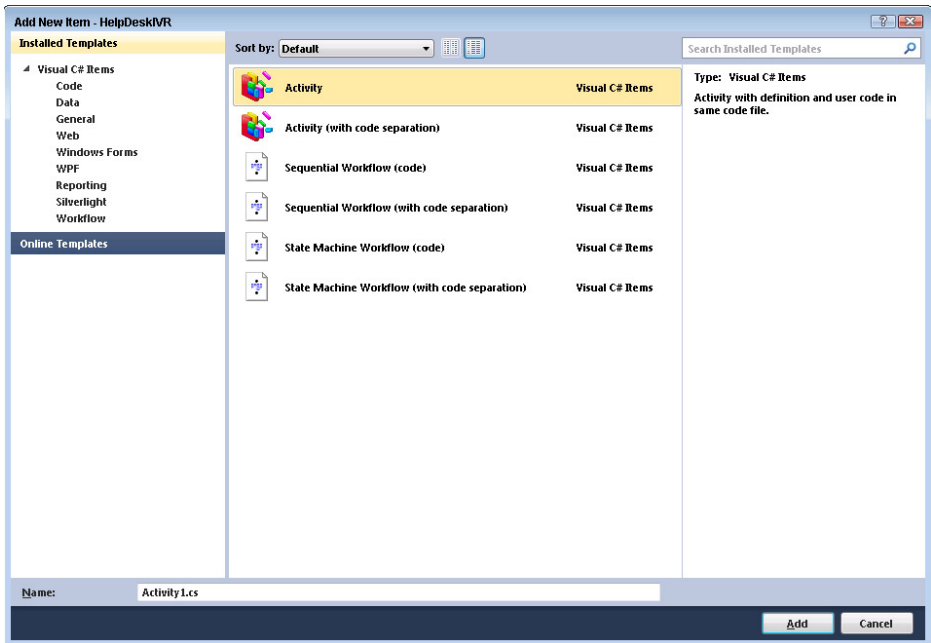 Add New Item - HelpDeskIVR
Installed Templates
Visual C# Items
Code
Data
General
Web
Windows Forms
WPF
Reporting
Silverlight
Workflow
Online Templates
Sort by: Default
Activity Visual C# Items
Activity (with code separation) Visual C# Items
Sequential Workflow (code) Visual C# Items
Sequential Workflow (with code separation) Visual C# Items
State Machine Workflow (code) Visual C# Items
State Machine Workflow (with code separation) Visual C# Items
Search Installed Templates
Type: Visual C# Items
Activity with definition and user code in
same code file.
Name: Activity1.cs
Add Cancel